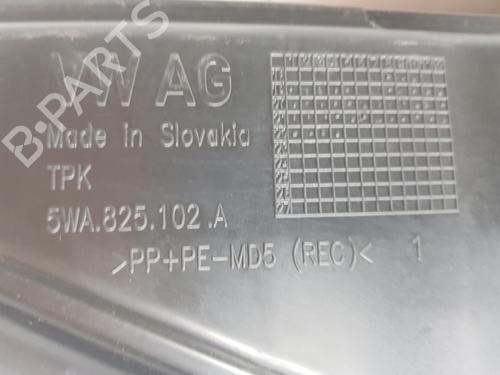 B-PARTS
VW AG
Made in Slovakia
TPK
5WA.825.102.A
>PP+PE-MD5 (REC)< 1